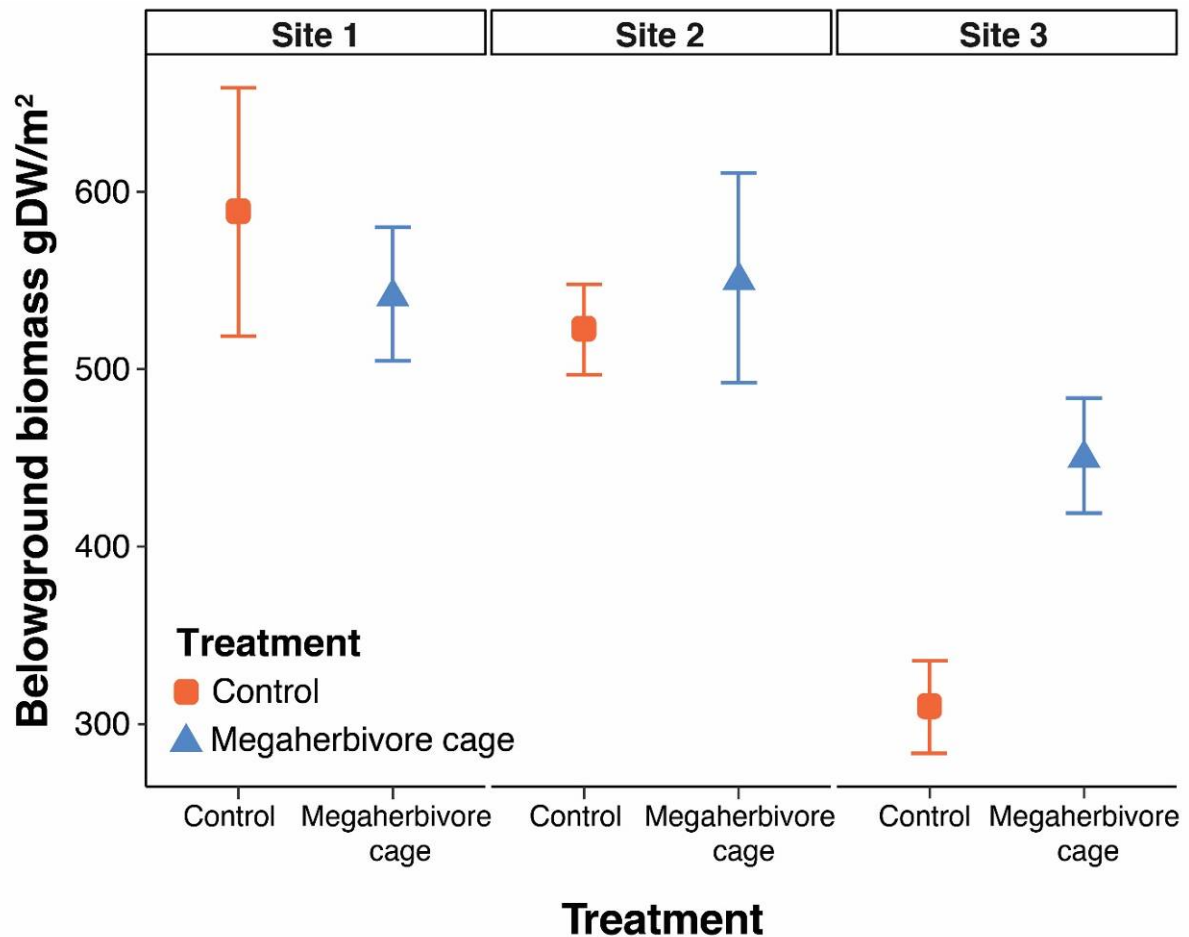 Site 1
Site 2
Site 3
Belowground biomass gDW/m²
600
500
400
300
Treatment
Control
Megaherbivore cage
Control
Megaherbivore
cage
Control
Megaherbivore
cage
Control
Megaherbivore
cage
Treatment